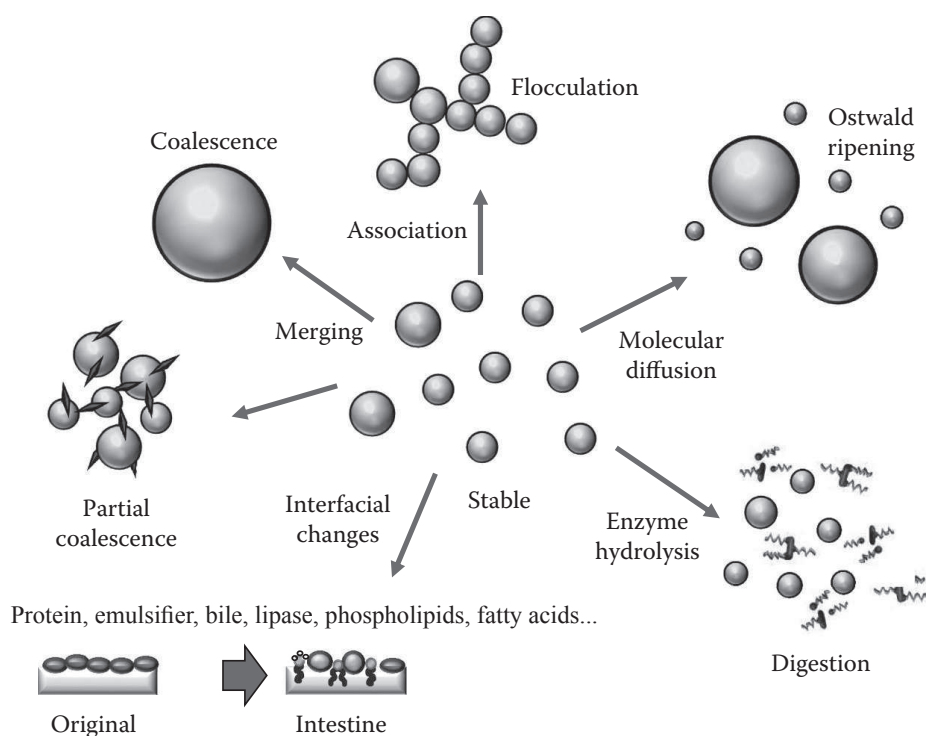 Flocculation
Ostwald
ripening
Coalescence
Association
Merging
Molecular
diffusion
Partial
coalescence
Interfacial
changes
Stable
Enzyme
hydrolysis
Protein, emulsifier, bile, lipase, phospholipids, fatty acids...
Digestion
Original
Intestine